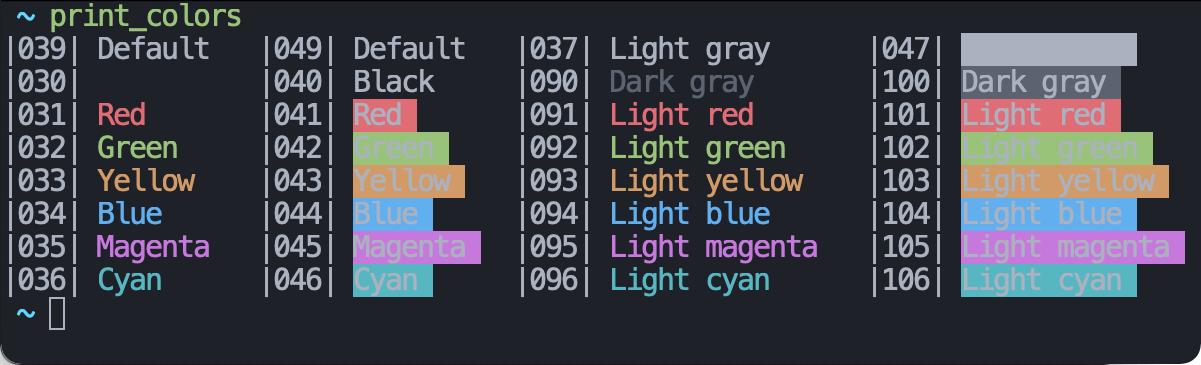 ~ print_colors
|039| Default |049| Default |037| Light gray |047|
|030| |040| Black |090| Dark gray |100| Dark gray
|031| Red |041| Red |091| Light red |101| Light red
|032| Green |042| Green |092| Light green |102| Light green
|033| Yellow |043| Yellow |093| Light yellow |103| Light yellow
|034| Blue |044| Blue |094| Light blue |104| Light blue
|035| Magenta |045| Magenta |095| Light magenta |105| Light magenta
|036| Cyan |046| Cyan |096| Light cyan |106| Light cyan
~